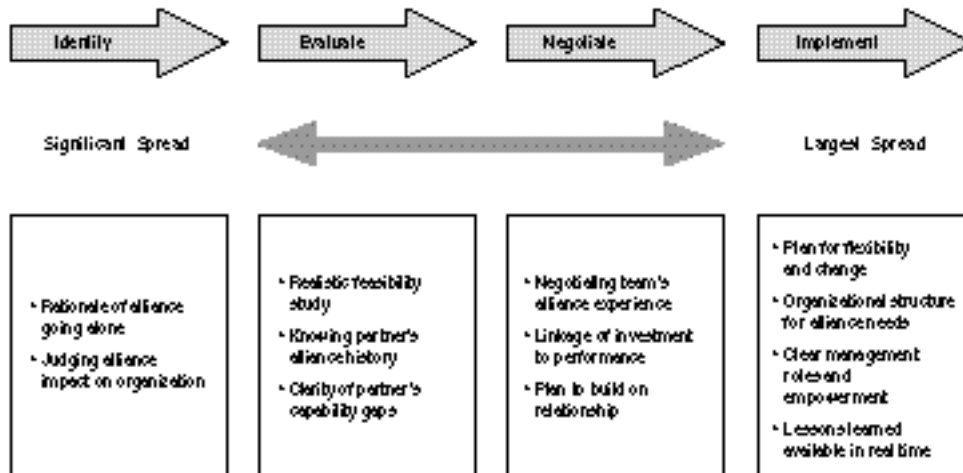 Identify
Evaluate
Negotiate
Implement
Significant Spread
Largest Spread
• Rationale of alliance
going alone
• Judging alliance
impact on organization
• Realistic feasibility
study
• Knowing partner's
alliance history
• Clarity of partner's
capability gaps
• Negotiating team's
alliance experience
• Linkage of investment
to performance
• Plan to build on
relationship
• Plan for flexibility
and change
• Organizational structure
for alliance needs
• Clear management
roles and
empowerment
• Lessons learned
available in real time